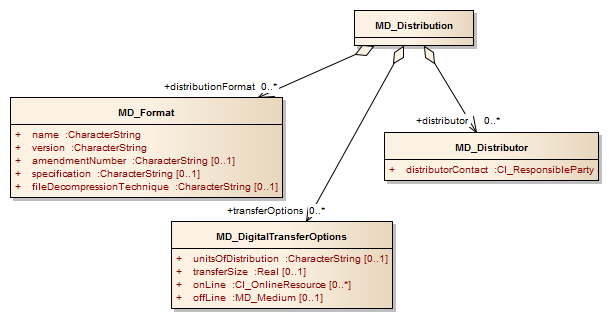 MD_Distribution
+distributionFormat 0..*
MD_Format
+ name :CharacterString
+ version :CharacterString
+ amendmentNumber :CharacterString [0..1]
+ specification :CharacterString [0..1]
+ fileDecompressionTechnique :CharacterString [0..1]
+distributor 0..*
MD_Distributor
+ distributorContact :CI_ResponsibleParty
+transferOptions 0..*
MD_DigitalTransferOptions
+ unitsOfDistribution :CharacterString [0..1]
+ transferSize :Real [0..1]
+ onLine :CI_OnlineResource [0..*]
+ offLine :MD_Medium [0..1]